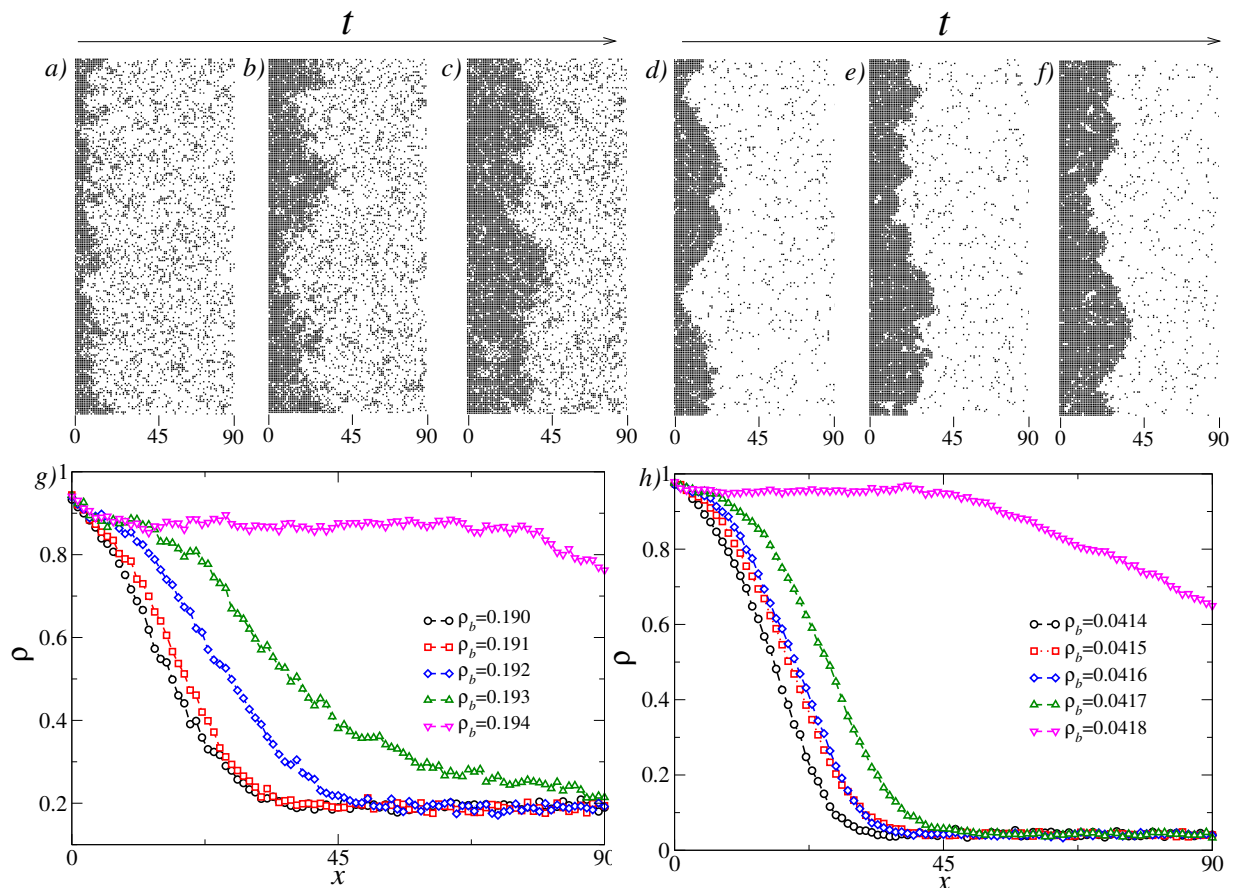 t t
a) b) c) d) e) f)
0 45 90 0 45 90 0 45 90 0 45 90 0 45 90 0 45 90
g) h)
1 1
0.8 0.8
0.6 0.6
0.4 0.4
0.2 0.2
0
ρ ρ
ρb=0.190
ρb=0.191
ρb=0.192
ρb=0.193
ρb=0.194
ρb=0.0414
ρb=0.0415
ρb=0.0416
ρb=0.0417
ρb=0.0418
0 45 90 0 45 90
x x